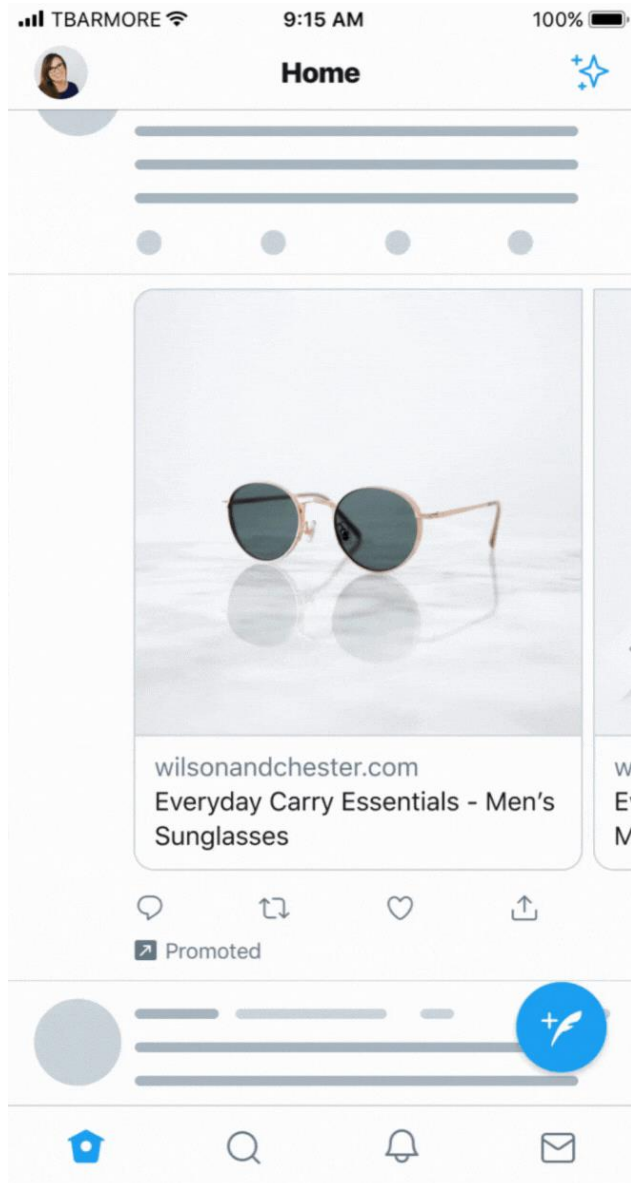 TBARMORE 9:15 AM 100%
Home
wilsonandchester.com
Everyday Carry Essentials - Men's
Sunglasses
Promoted